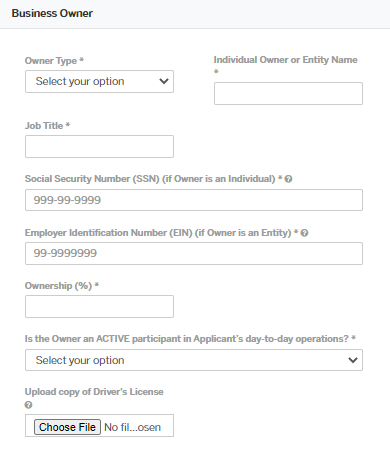 Business Owner
Owner Type *
Select your option
Individual Owner or Entity Name
*
Job Title *
Social Security Number (SSN) (if Owner is an Individual) * ?
999-99-9999
Employer Identification Number (EIN) (if Owner is an Entity) * ?
99-9999999
Ownership (%) *
Is the Owner an ACTIVE participant in Applicant's day-to-day operations? *
Select your option
Upload copy of Driver's License
?
Choose File No fil...osen